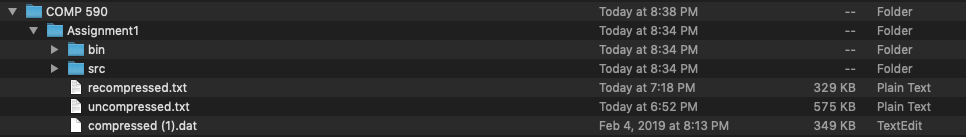 COMP 590 Today at 8:38 PM -- Folder
Assignment1 Today at 8:34 PM -- Folder
bin Today at 8:34 PM -- Folder
src Today at 8:34 PM -- Folder
recompressed.txt Today at 7:18 PM 329 KB Plain Text
uncompressed.txt Today at 6:52 PM 575 KB Plain Text
compressed (1).dat Feb 4, 2019 at 8:13 PM 349 KB TextEdit